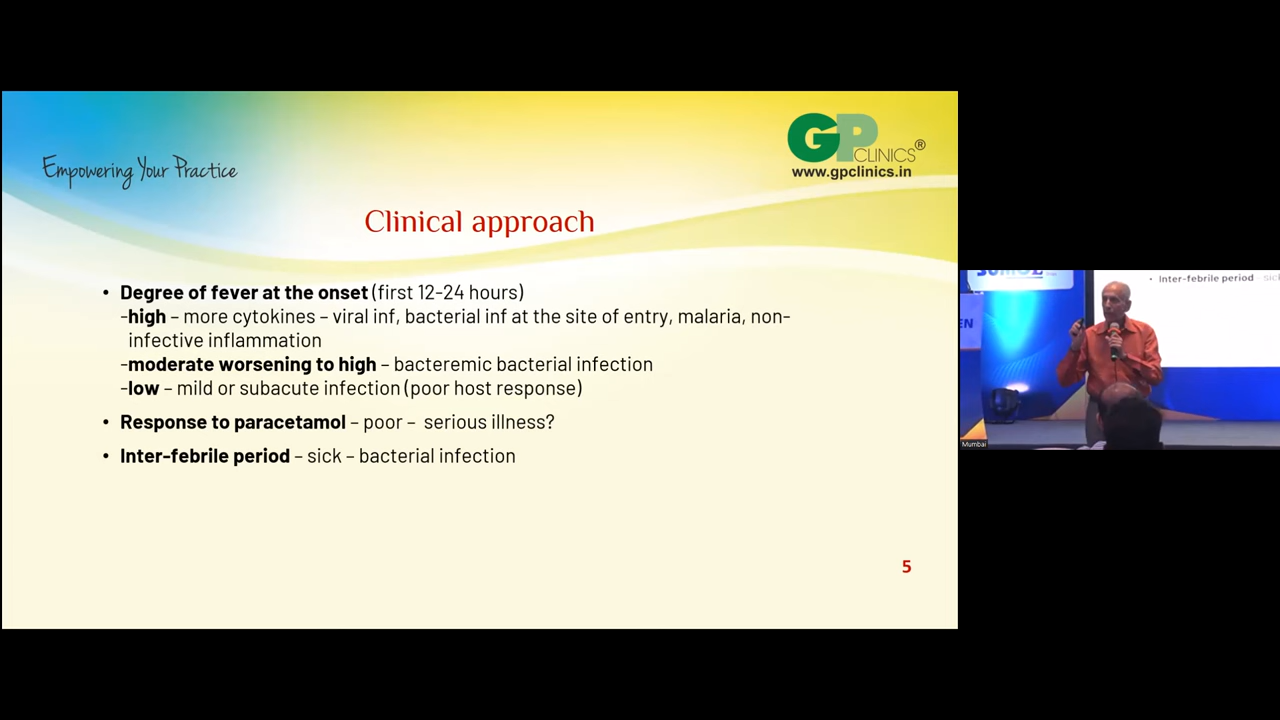 Empowering Your Practice
GP
CLINICS®
www.gpclinics.in
Clinical approach
• Degree of fever at the onset (first 12-24 hours)
-high – more cytokines – viral inf, bacterial inf at the site of entry, malaria, non-
infective inflammation
-moderate worsening to high – bacteremic bacterial infection
-low – mild or subacute infection (poor host response)
• Response to paracetamol – poor – serious illness?
• Inter-febrile period – sick – bacterial infection
5
• Inter-febrile period – sick
EN
Mumbai